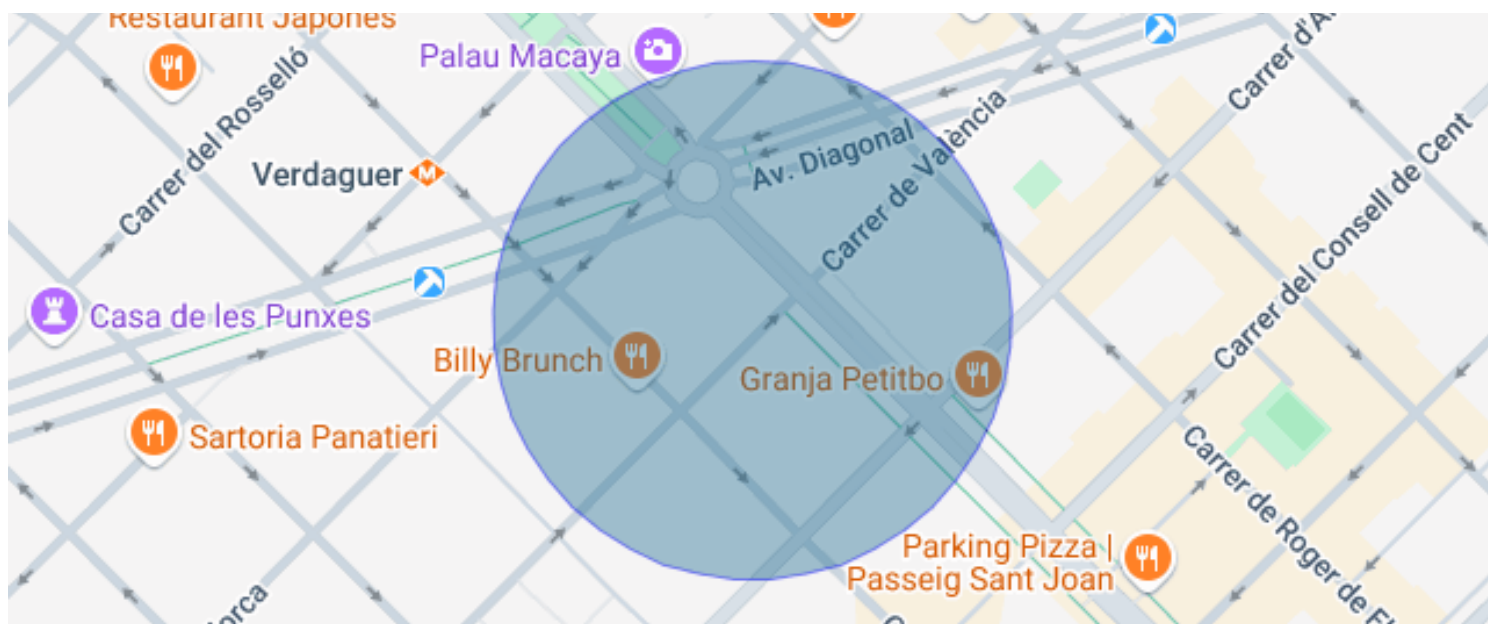 Restaurant Japonès
Palau Macaya
Carrer del Rosselló
Verdaguer
M
Av. Diagonal
Carrer de València
Carrer d'A
Carrer del Consell de Cent
Casa de les Punxes
Billy Brunch
Granja Petitbo
Sartoria Panatieri
Carrer de Roger de Fl
Parking Pizza |
Passeig Sant Joan
orca